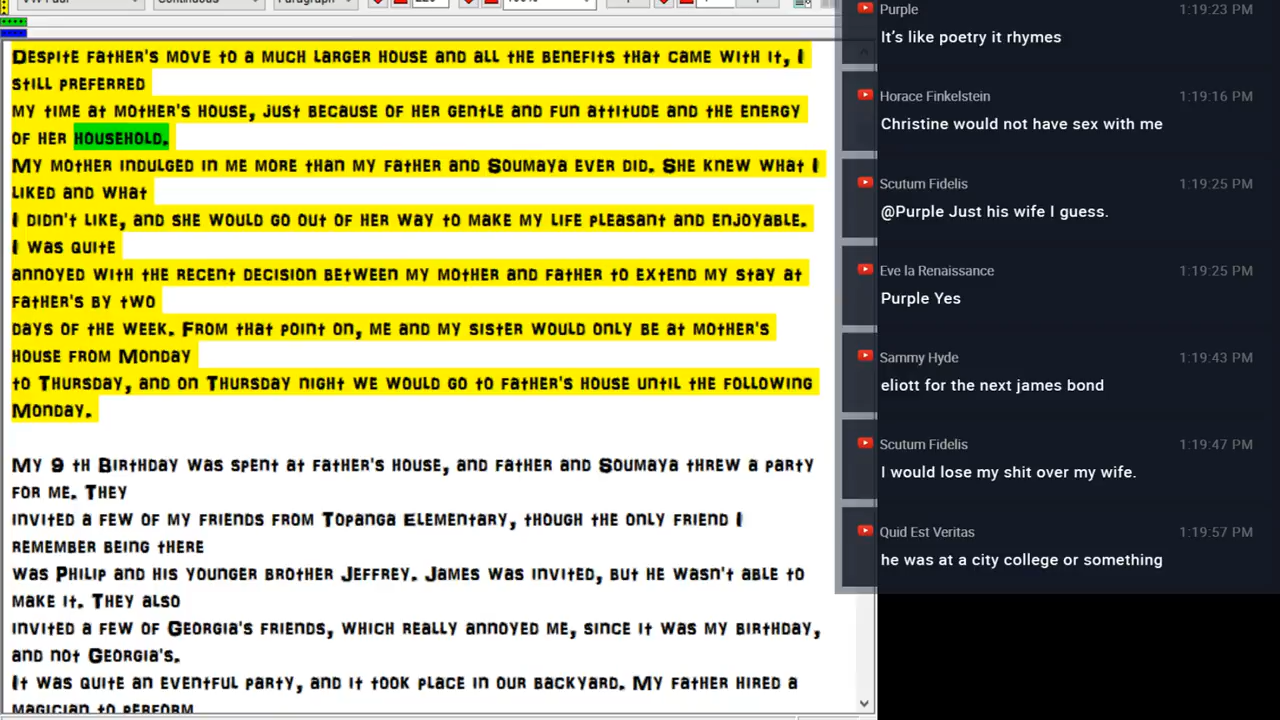 Despite father's move to a much larger house and all the benefits that came with it, I
still preferred
my time at mother's house, just because of her gentle and fun attitude and the energy
of her household.
My mother indulged in me more than my father and Soumaya ever did. She knew what I
liked and what
I didn't like, and she would go out of her way to make my life pleasant and enjoyable.
I was quite
annoyed with the recent decision between my mother and father to extend my stay at
father's by two
days of the week. From that point on, me and my sister would only be at mother's
house from Monday
to Thursday, and on Thursday night we would go to father's house until the following
Monday.
My 9 th Birthday was spent at father's house, and father and Soumaya threw a party
for me. They
invited a few of my friends from Topanga Elementary, though the only friend I
remember being there
was Philip and his younger brother Jeffrey. James was invited, but he wasn't able to
make it. They also
invited a few of Georgia's friends, which really annoyed me, since it was my birthday,
and not Georgia's.
It was quite an eventful party, and it took place in our backyard. My father hired a
magician to perform
Purple 1:19:23 PM
It's like poetry it rhymes
Horace Finkelstein 1:19:16 PM
Christine would not have sex with me
Scutum Fidelis 1:19:25 PM
@Purple Just his wife I guess.
Eve la Renaissance 1:19:25 PM
Purple Yes
Sammy Hyde 1:19:43 PM
eliott for the next james bond
Scutum Fidelis 1:19:47 PM
I would lose my shit over my wife.
Quid Est Veritas 1:19:57 PM
he was at a city college or something